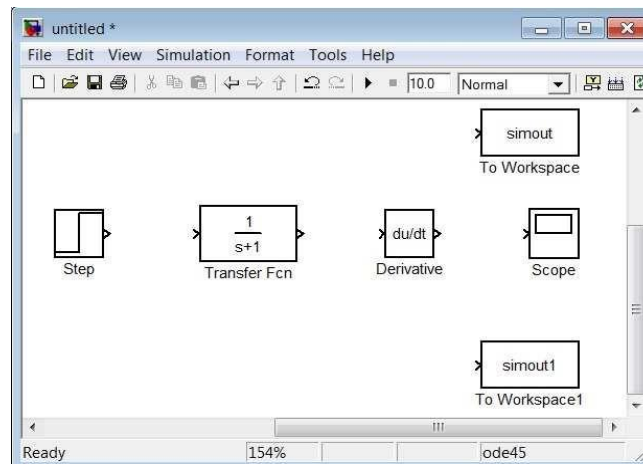 untitled *
File Edit View Simulation Format Tools Help
10.0 Normal
simout
To Workspace
1
s+1
du/dt
Step
Transfer Fcn
Derivative
Scope
simout1
To Workspace1
Ready 154% ode45